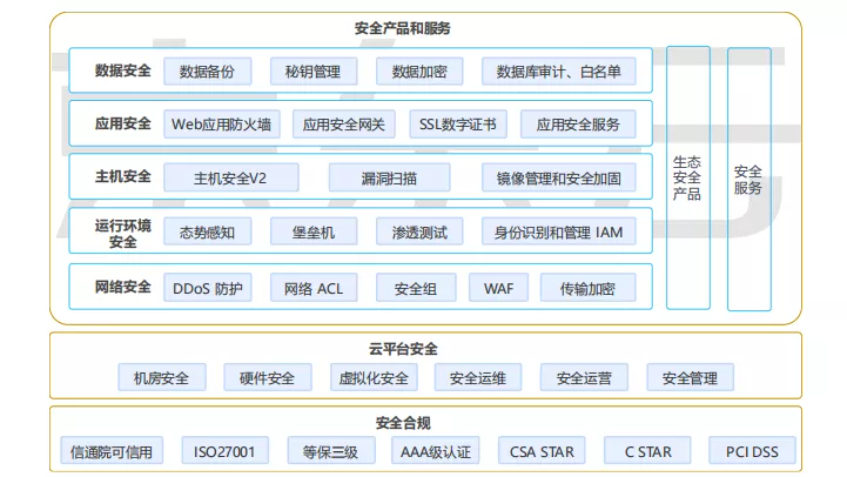 安全产品和服务
数据安全 数据备份 秘钥管理 数据加密 数据库审计、白名单
应用安全 Web应用防火墙 应用安全网关 SSL数字证书 应用安全服务
主机安全 主机安全V2 漏洞扫描 镜像管理和安全加固
运行环境
安全
态势感知 堡垒机 渗透测试 身份识别和管理 IAM
网络安全 DDoS 防护 网络 ACL 安全组 WAF 传输加密
生态
安全
产品
安全
服务
云平台安全
机房安全 硬件安全 虚拟化安全 安全运维 安全运营 安全管理
安全合规
信通院可信用 ISO27001 等保三级 AAA级认证 CSA STAR C STAR PCI DSS